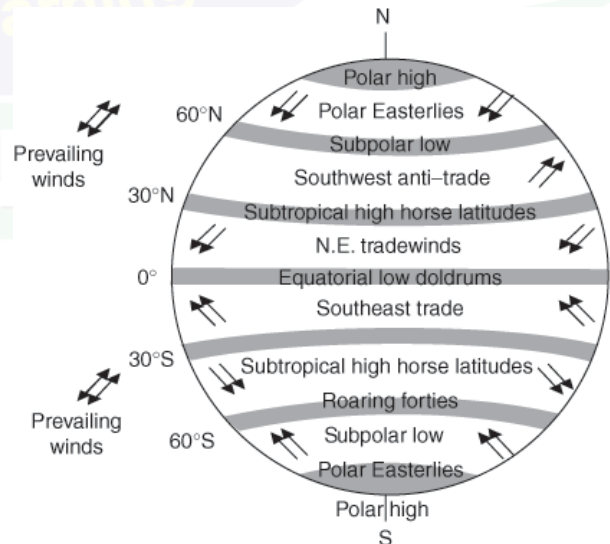 N
Polar high
60°N
Polar Easterlies
Subpolar low
Prevailing
winds
Southwest anti–trade
30°N
Subtropical high horse latitudes
N.E. tradewinds
0°
Equatorial low doldrums
Southeast trade
30°S
Subtropical high horse latitudes
Roaring forties
Prevailing
winds
60°S
Subpolar low
Polar Easterlies
Polar high
S